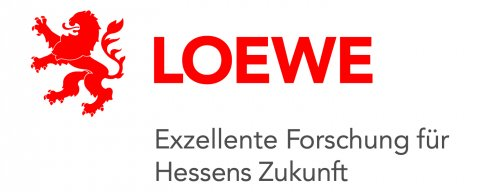 LOEWE
Exzellente Forschung für
Hessens Zukunft